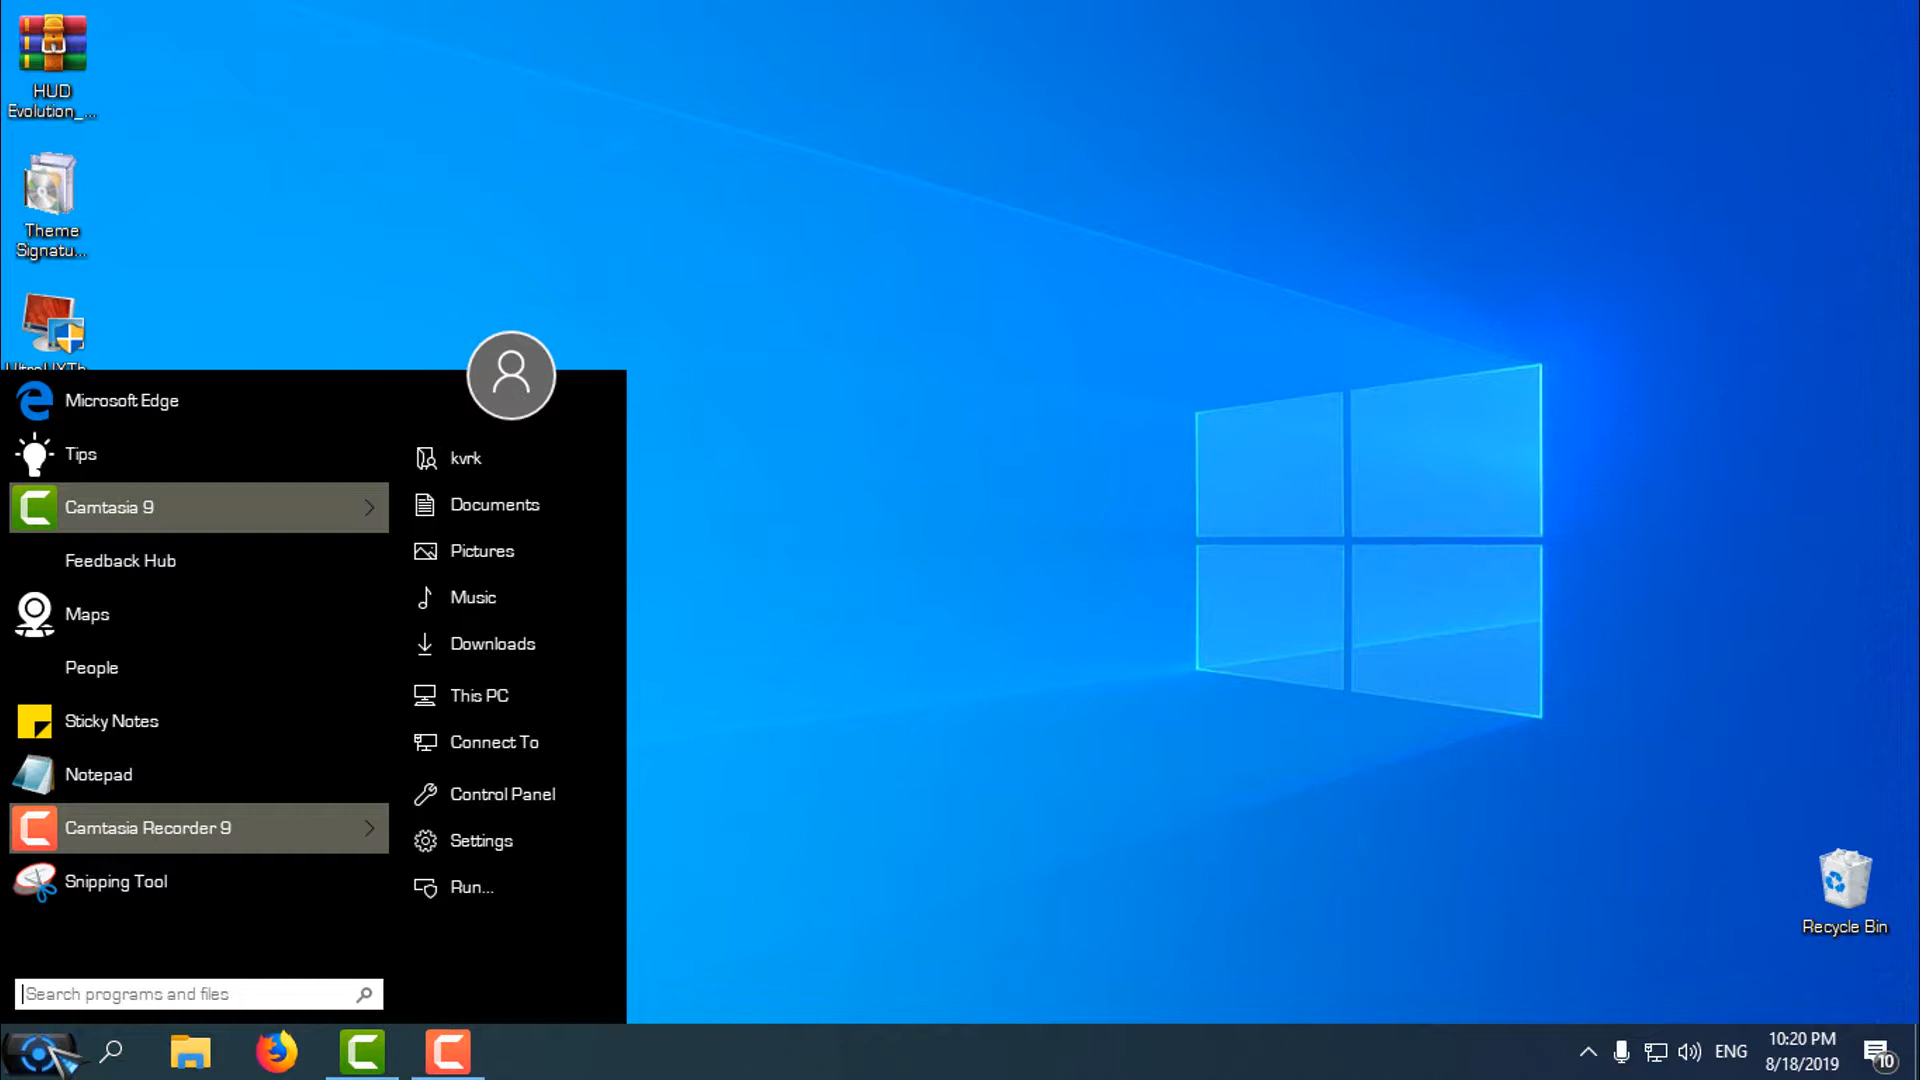 HUD
Evolution_...
Theme
Signatu...
Microsoft Edge
Tips
Camtasia 9
Feedback Hub
Maps
People
Sticky Notes
Notepad
Camtasia Recorder 9
Snipping Tool
Search programs and files
kvrk
Documents
Pictures
Music
Downloads
This PC
Connect To
Control Panel
Settings
Run...
Recycle Bin
ENG
10:20 PM
8/18/2019
10